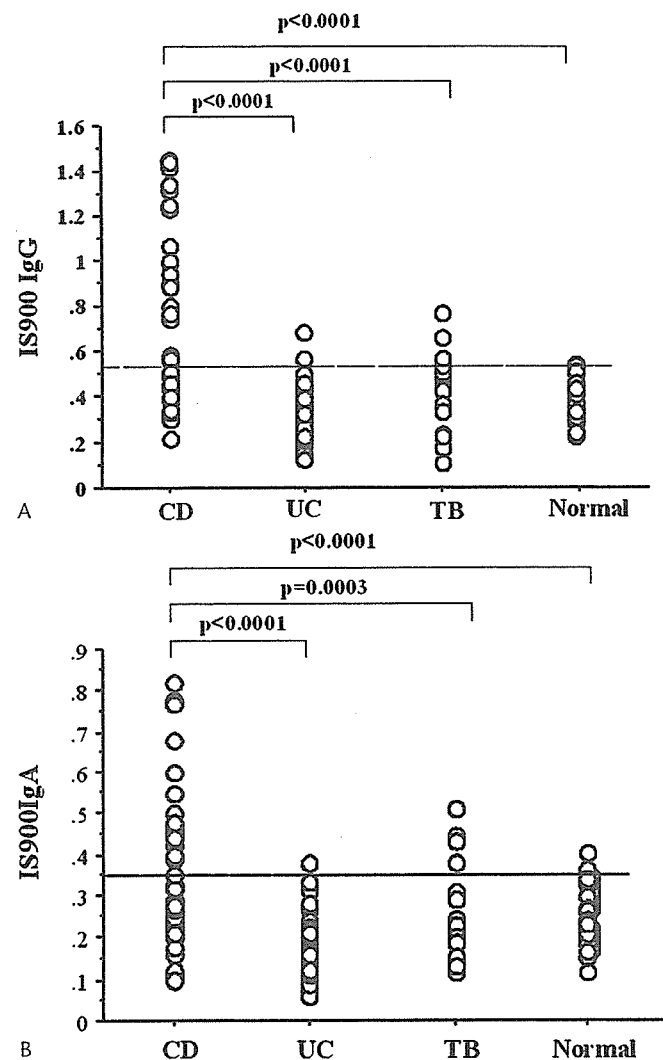 p<0.0001
p<0.0001
p<0.0001
1.6
1.4
1.2
1
.8
.6
.4
.2
0
IS900 IgG
A
CD UC TB Normal
p<0.0001
p=0.0003
p<0.0001
.9
.8
.7
.6
.5
.4
.3
.2
.1
0
IS900IgA
B
CD UC TB Normal